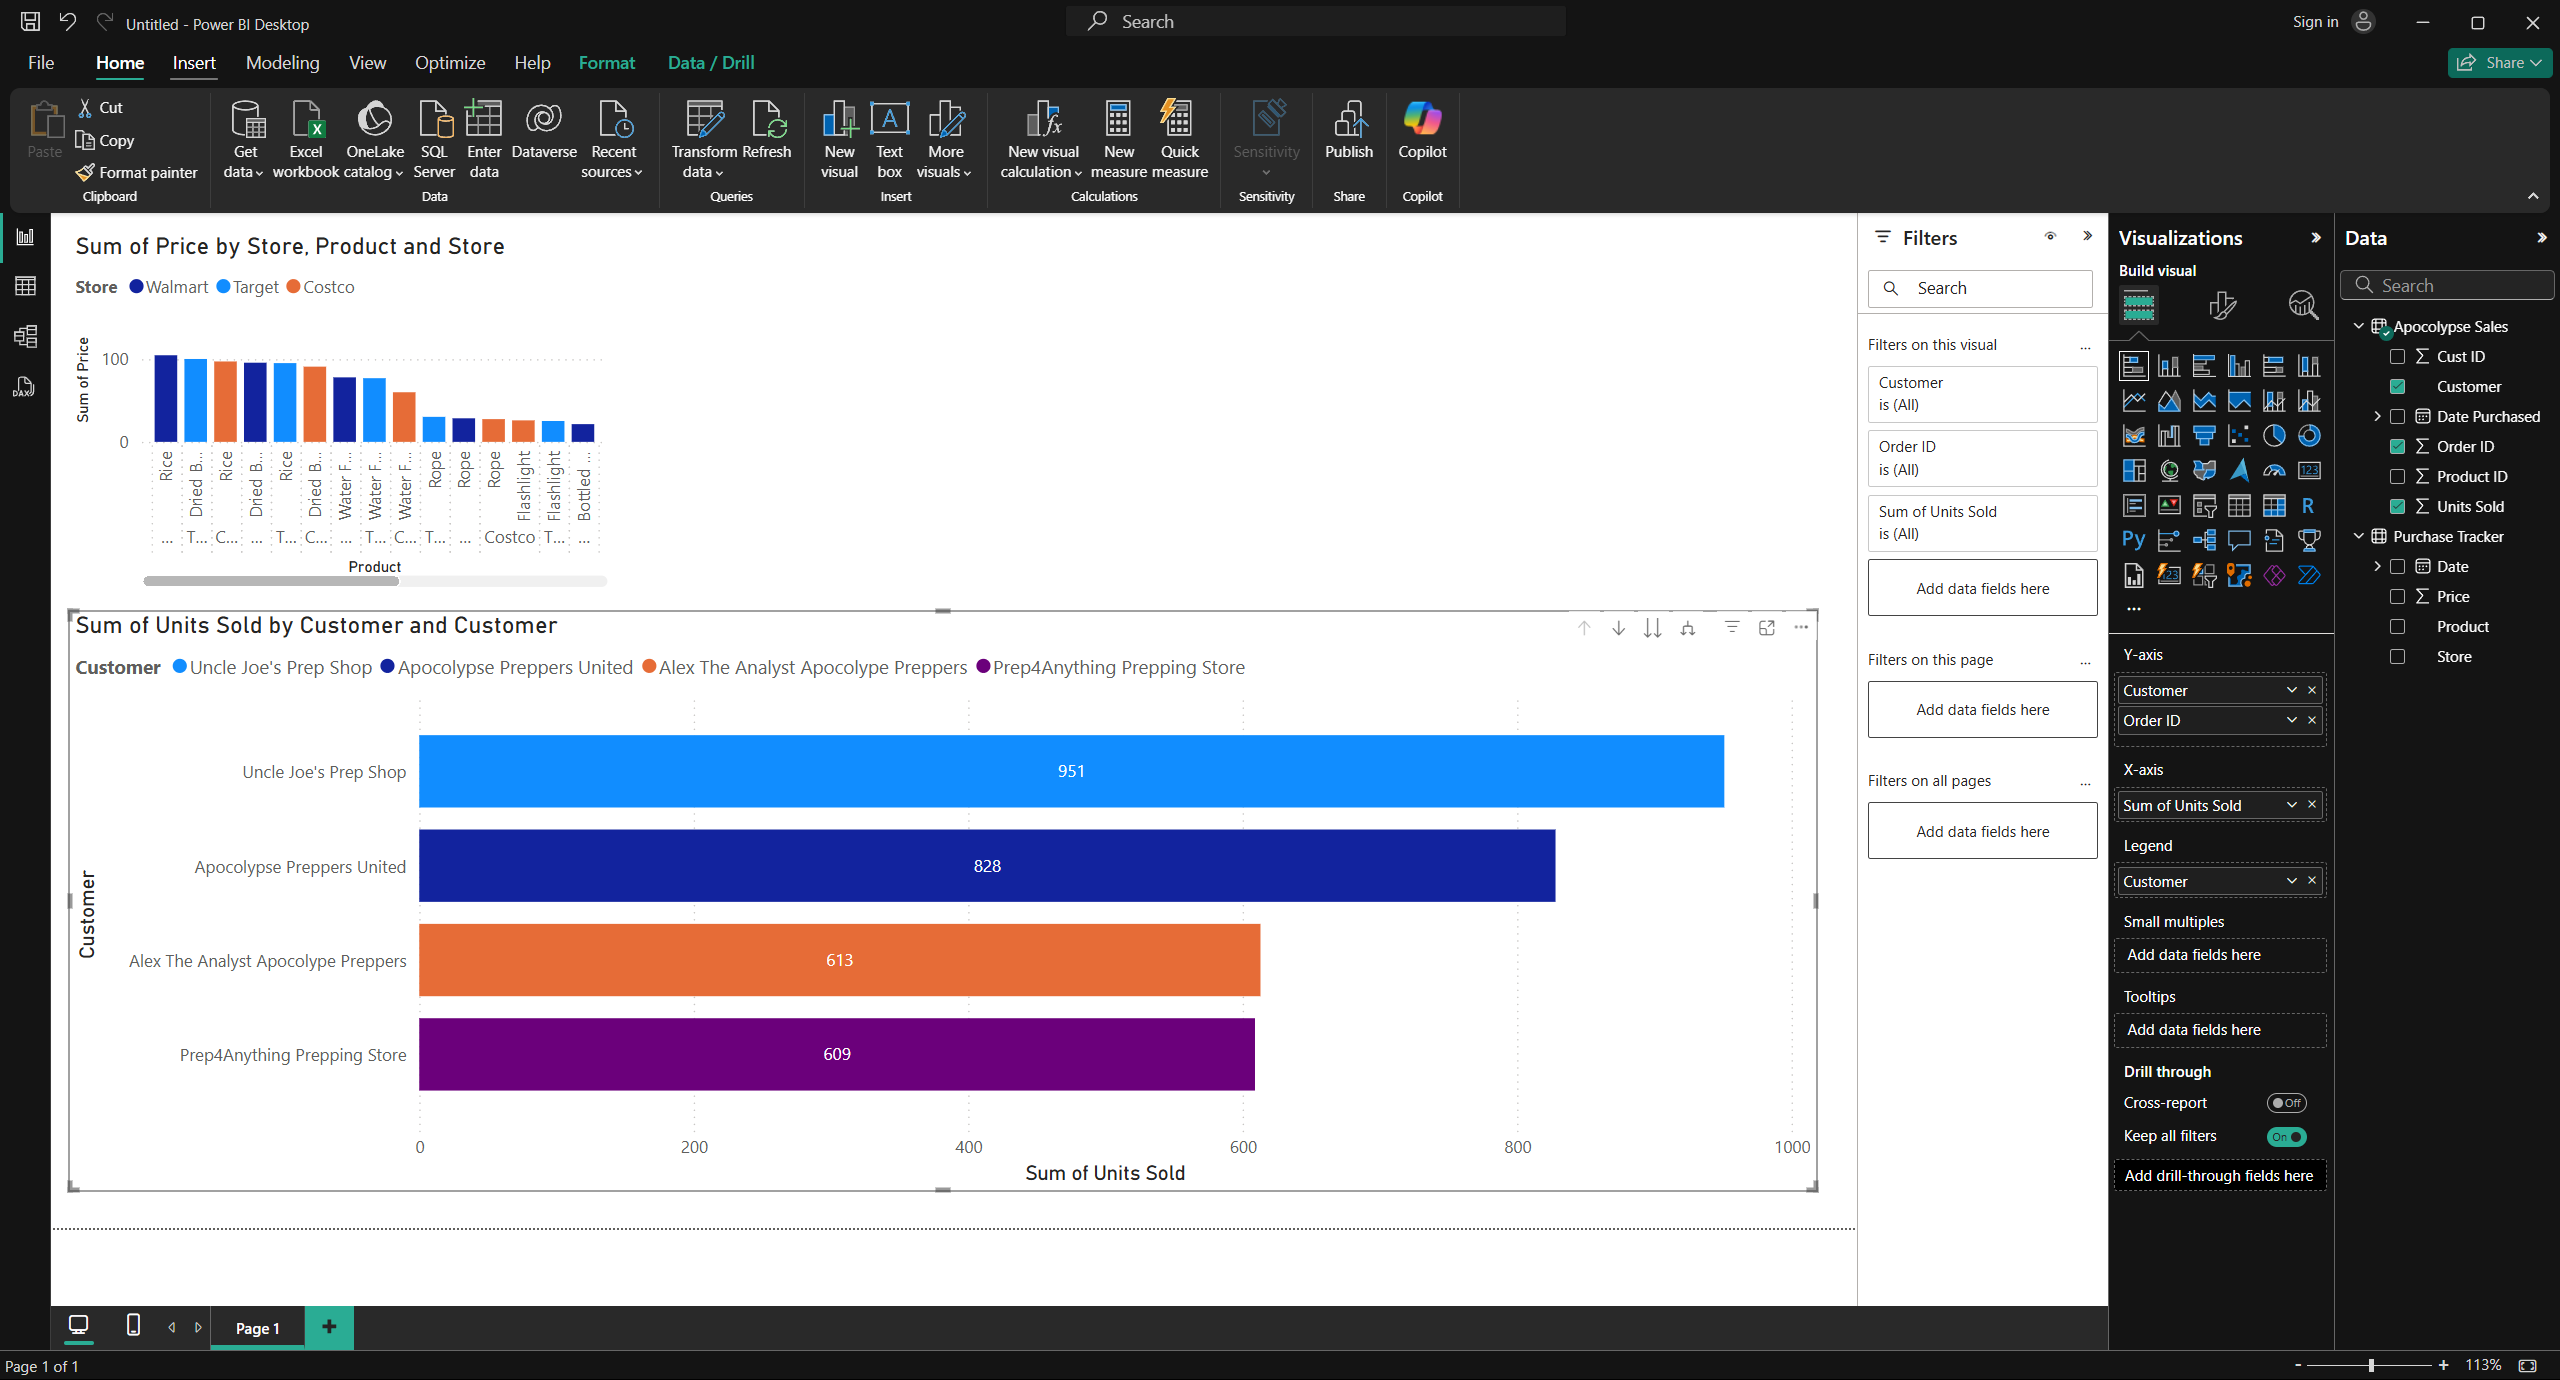 Untitled - Power BI Desktop
Search
Sign in
File Home Insert Modeling View Optimize Help Format Data / Drill
Share
Paste
Cut
Copy
Format painter
Clipboard
Get data
Excel workbook
OneLake catalog
SQL Server
Enter data
Dataverse
Recent sources
Data
Transform data
Refresh
Queries
New visual
Text box
More visuals
Insert
New visual calculation
New measure
Quick measure
Calculations
Sensitivity
Sensitivity
Publish
Share
Copilot
Copilot
DAX
Sum of Price by Store, Product and Store
Store Walmart Target Costco
Sum of Price
100
0
Rice
Dried B...
Rice
Dried B...
Rice
Dried B...
Water F...
Water F...
Water F...
Rope
Rope
Rope
Flashlight
Flashlight
Bottled ...
... T... C... ... T... C... ... T... C... T... ... Costco T... ...
Product
Sum of Units Sold by Customer and Customer
Customer Uncle Joe's Prep Shop Apocolypse Preppers United Alex The Analyst Apocolype Preppers Prep4Anything Prepping Store
Customer
Uncle Joe's Prep Shop 951
Apocolypse Preppers United 828
Alex The Analyst Apocolype Preppers 613
Prep4Anything Prepping Store 609
0 200 400 600 800 1000
Sum of Units Sold
Filters
Search
Filters on this visual ...
Customer
is (All)
Order ID
is (All)
Sum of Units Sold
is (All)
Add data fields here
Filters on this page ...
Add data fields here
Filters on all pages ...
Add data fields here
Visualizations
Build visual
123
R
Py
123
...
Y-axis
Customer
Order ID
X-axis
Sum of Units Sold
Legend
Customer
Small multiples
Add data fields here
Tooltips
Add data fields here
Drill through
Cross-report Off
Keep all filters On
Add drill-through fields here
Data
Search
Apocolypse Sales
Cust ID
Customer
Date Purchased
Order ID
Product ID
Units Sold
Purchase Tracker
Date
Price
Product
Store
Page 1
Page 1 of 1
- + 113%